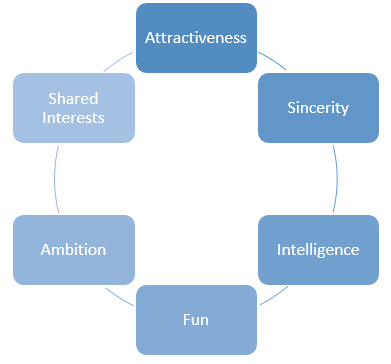 Attractiveness
Sincerity
Intelligence
Fun
Ambition
Shared
Interests